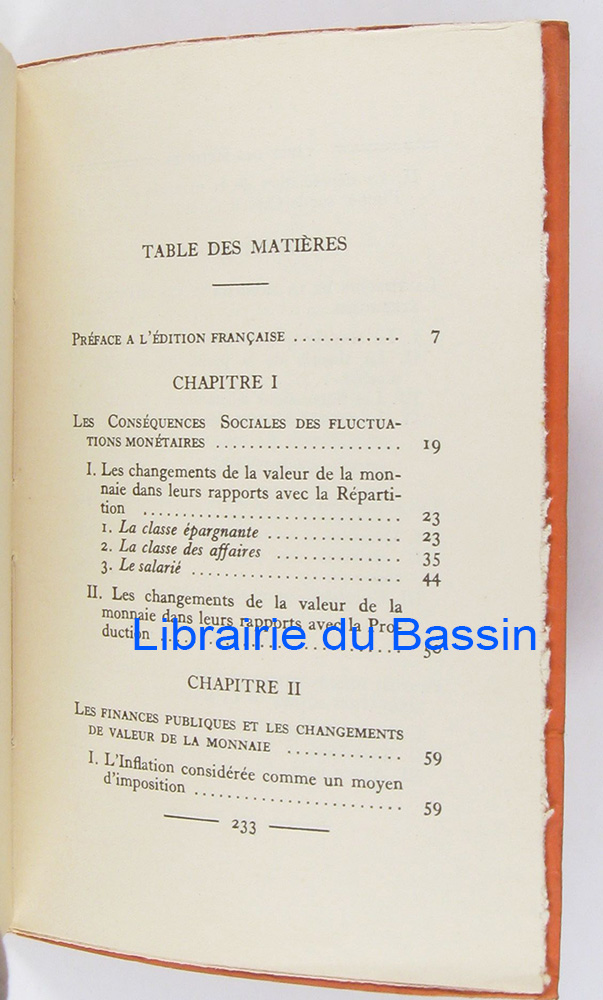 TABLE DES MATIÈRES
PRÉFACE A L'ÉDITION FRANÇAISE ............ 7
CHAPITRE I
LES CONSÉQUENCES SOCIALES DES FLUCTUA-
TIONS MONÉTAIRES ..................... 19
I. Les changements de la valeur de la mon-
naie dans leurs rapports avec la Réparti-
tion ............................. 23
1. La classe épargnante ............... 23
2. La classe des affaires .............. 35
3. Le salarié ........................ 44
II. Les changements de la valeur de la
monnaie dans leurs rapports avec la Pro-
duction ........................... 50
Librairie du Bassin
CHAPITRE II
LES FINANCES PUBLIQUES ET LES CHANGEMENTS
DE VALEUR DE LA MONNAIE ............. 59
I. L'Inflation considérée comme un moyen
d'imposition ........................ 59
233